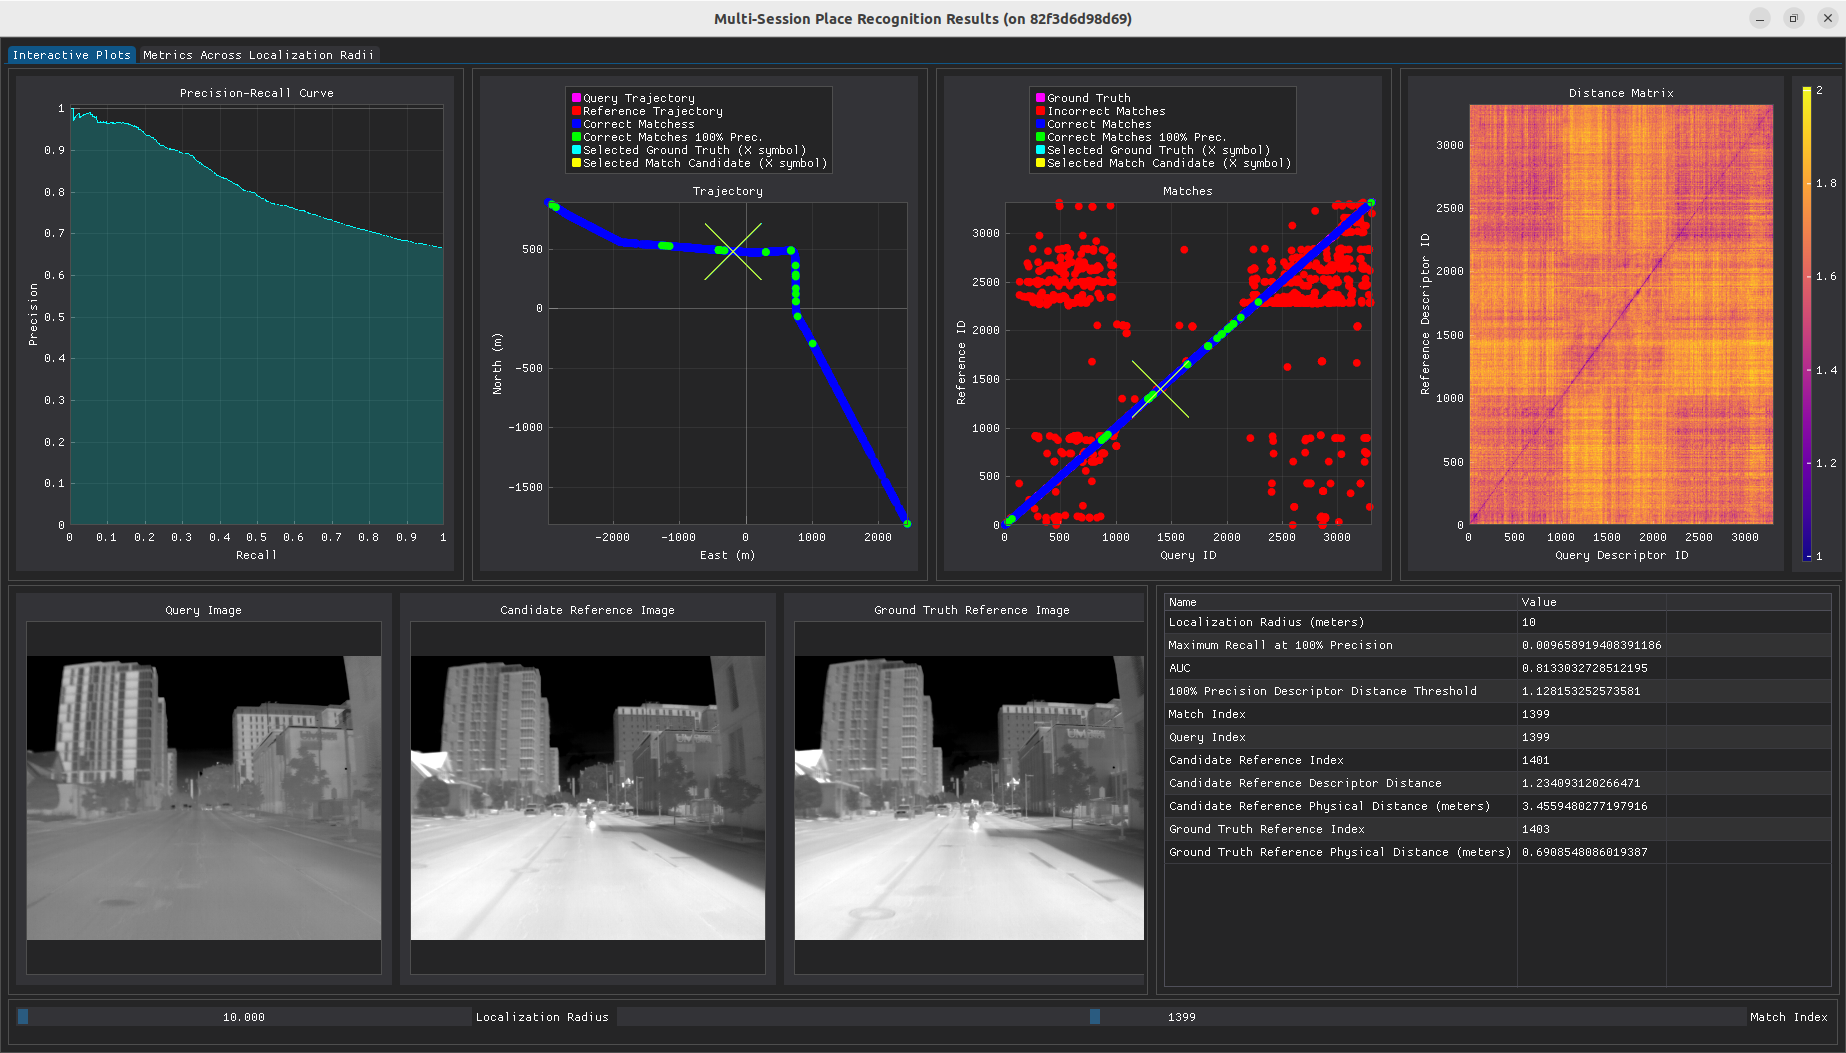 Multi-Session Place Recognition Results (on 82f3d6d98d69)
Interactive Plots
Metrics Across Localization Radii
Precision-Recall Curve
1
0.9
0.8
0.7
0.6
0.5
0.4
0.3
0.2
0.1
0
Precision
0 0.1 0.2 0.3 0.4 0.5 0.6 0.7 0.8 0.9 1
Recall
Query Trajectory
Reference Trajectory
Correct Matchess
Correct Matches 100% Prec.
Selected Ground Truth (X symbol)
Selected Match Candidate (X symbol)
Trajectory
500
0
-500
-1000
-1500
North (m)
-2000 -1000 0 1000 2000
East (m)
Ground Truth
Incorrect Matches
Correct Matches
Correct Matches 100% Prec.
Selected Ground Truth (X symbol)
Selected Match Candidate (X symbol)
Matches
3000
2500
2000
1500
1000
500
0
Reference ID
0 500 1000 1500 2000 2500 3000
Query ID
Distance Matrix
3000
2500
2000
1500
1000
500
0
Reference Descriptor ID
0 500 1000 1500 2000 2500 3000
Query Descriptor ID
2
1.8
1.6
1.4
1.2
1
Query Image
Candidate Reference Image
Ground Truth Reference Image
Name Value
Localization Radius (meters) 10
Maximum Recall at 100% Precision 0.009658919408391186
AUC 0.8133032728512195
100% Precision Descriptor Distance Threshold 1.128153252573581
Match Index 1399
Query Index 1399
Candidate Reference Index 1401
Candidate Reference Descriptor Distance 1.234093120266471
Candidate Reference Physical Distance (meters) 3.4559480277197916
Ground Truth Reference Index 1403
Ground Truth Reference Physical Distance (meters) 0.6908548086019387
10.000 Localization Radius
1399 Match Index